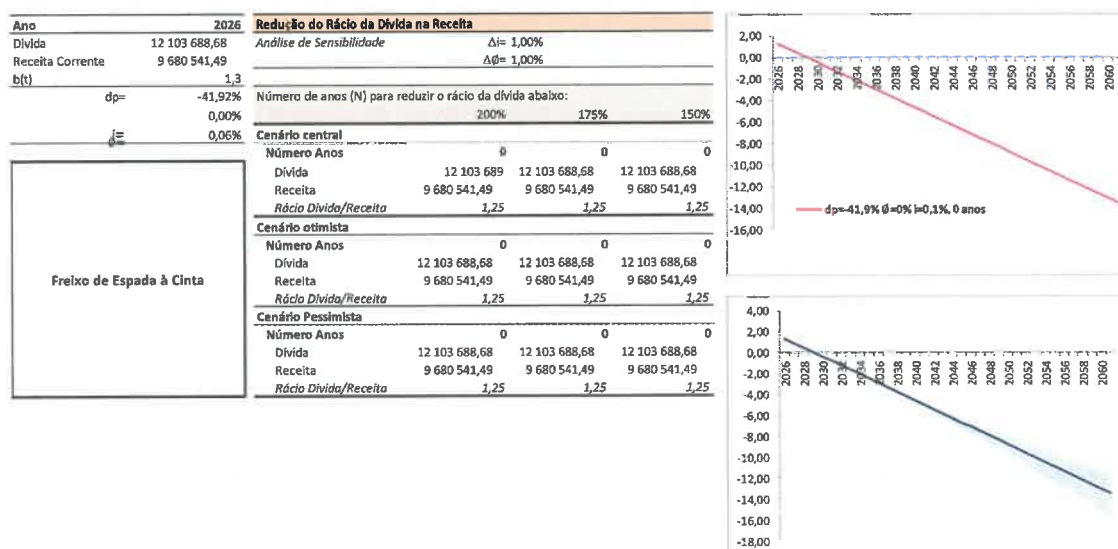 Ano 2026
Divida 12 103 688,68
Receita Corrente 9 680 541,49
b(t) 1,3
dp= -41,92%
0,00%
i= 0,06%
Freixo de Espada à Cinta
Redução do Rácio da Divida na Receita
Análise de Sensibilidade Δi= 1,00%
ΔØ= 1,00%
Número de anos (N) para reduzir o rácio da dívida abaixo:
200% 175% 150%
Cenário central
Número Anos 0 0 0
Dívida 12 103 689 12 103 688,68 12 103 688,68
Receita 9 680 541,49 9 680 541,49 9 680 541,49
Rácio Divida/Receita 1,25 1,25 1,25
Cenário otimista
Número Anos 0 0 0
Dívida 12 103 688,68 12 103 688,68 12 103 688,68
Receita 9 680 541,49 9 680 541,49 9 680 541,49
Rácio Divida/Receita 1,25 1,25 1,25
Cenário Pessimista
Número Anos 0 0 0
Dívida 12 103 688,68 12 103 688,68 12 103 688,68
Receita 9 680 541,49 9 680 541,49 9 680 541,49
Rácio Divida/Receita 1,25 1,25 1,25
2,00
0,00
-2,00
-4,00
-6,00
-8,00
-10,00
-12,00
-14,00
-16,00
2026 2028 2030 2032 2034 2036 2038 2040 2042 2044 2046 2048 2050 2052 2054 2056 2058 2060
dp=-41,9% Ø=0% i=0,1%, 0 anos
4,00
2,00
0,00
-2,00
-4,00
-6,00
-8,00
-10,00
-12,00
-14,00
-16,00
-18,00
2026 2028 2030 2032 2034 2036 2038 2040 2042 2044 2046 2048 2050 2052 2054 2056 2058 2060